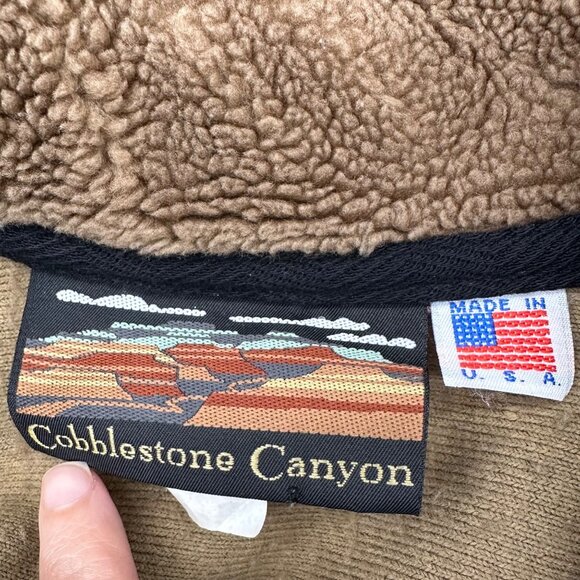 Cobblestone Canyon
MADE IN
U. S. A.